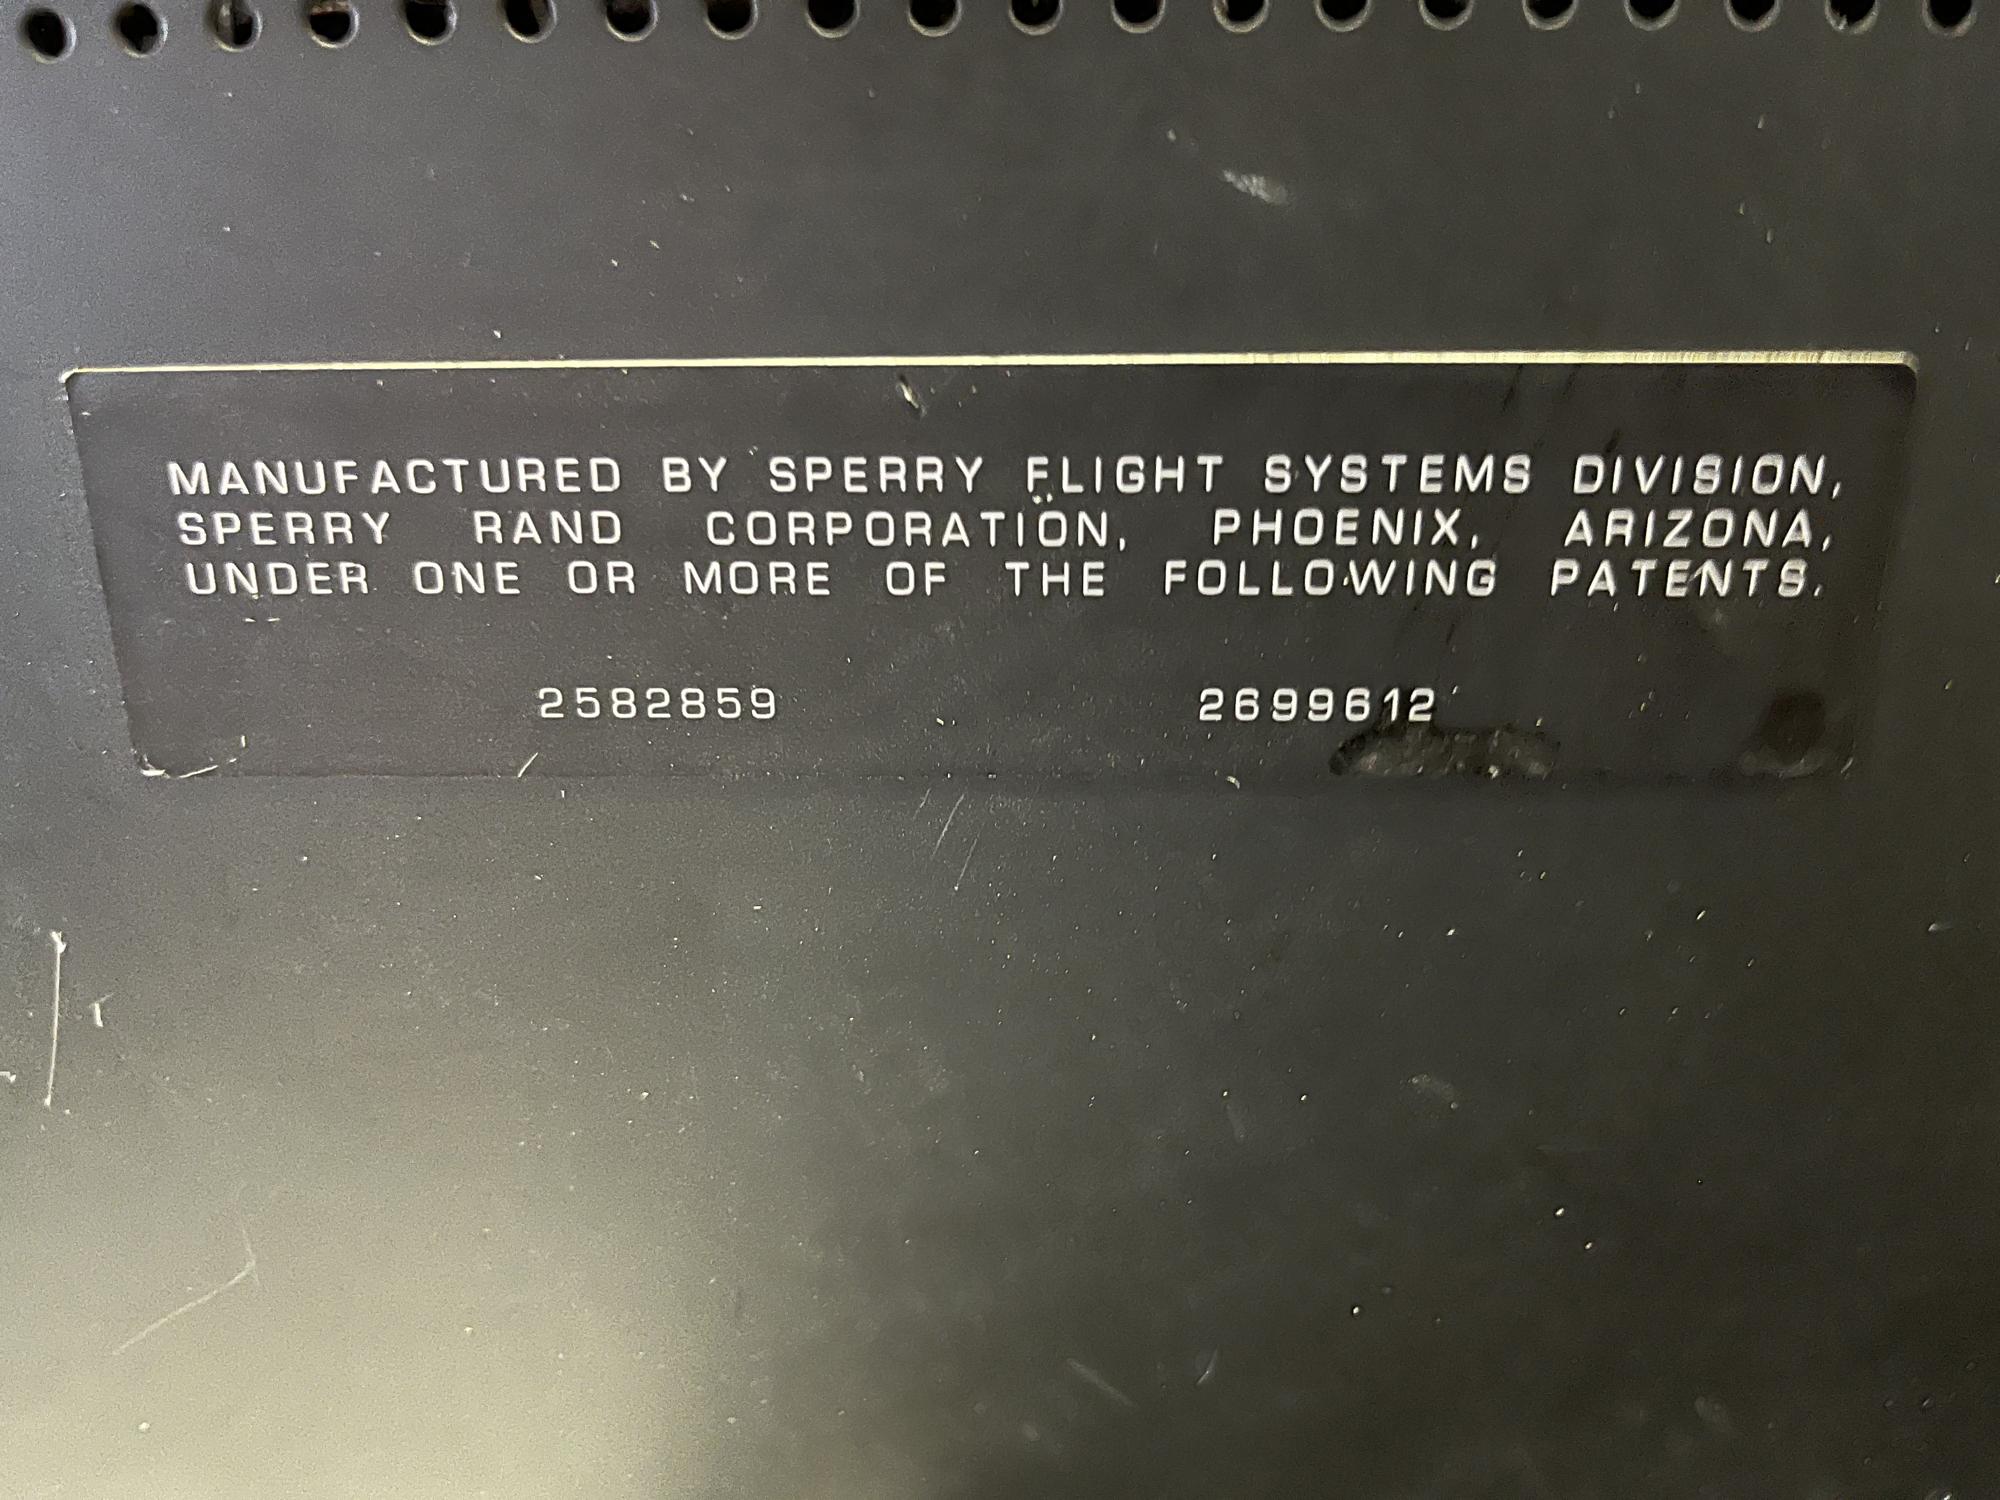 MANUFACTURED BY SPERRY FLIGHT SYSTEMS DIVISION,
SPERRY RAND CORPORATION, PHOENIX, ARIZONA,
UNDER ONE OR MORE OF THE FOLLOWING PATENTS.
2582859 2699612